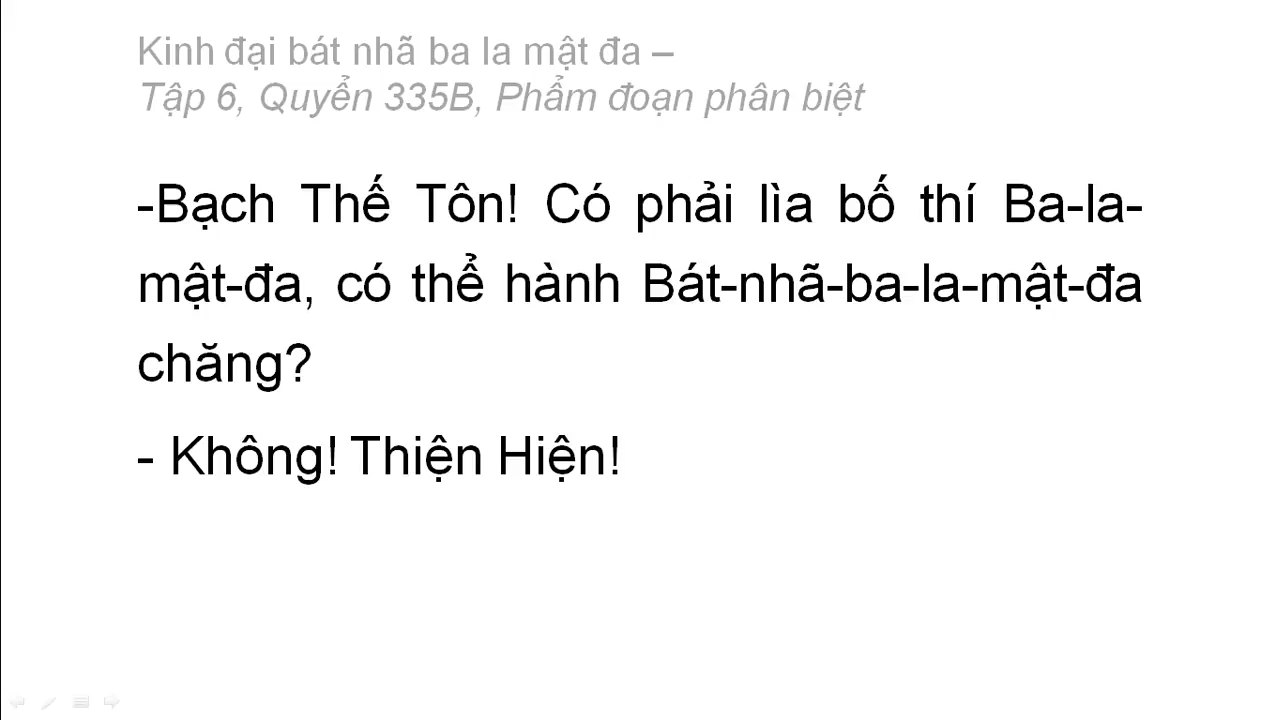 Kinh đại bát nhã ba la mật đa –
Tập 6, Quyển 335B, Phẩm đoạn phân biệt
-Bạch Thế Tôn! Có phải lìa bố thí Ba-la-
mật-đa, có thể hành Bát-nhã-ba-la-mật-đa
chăng?
- Không! Thiện Hiện!